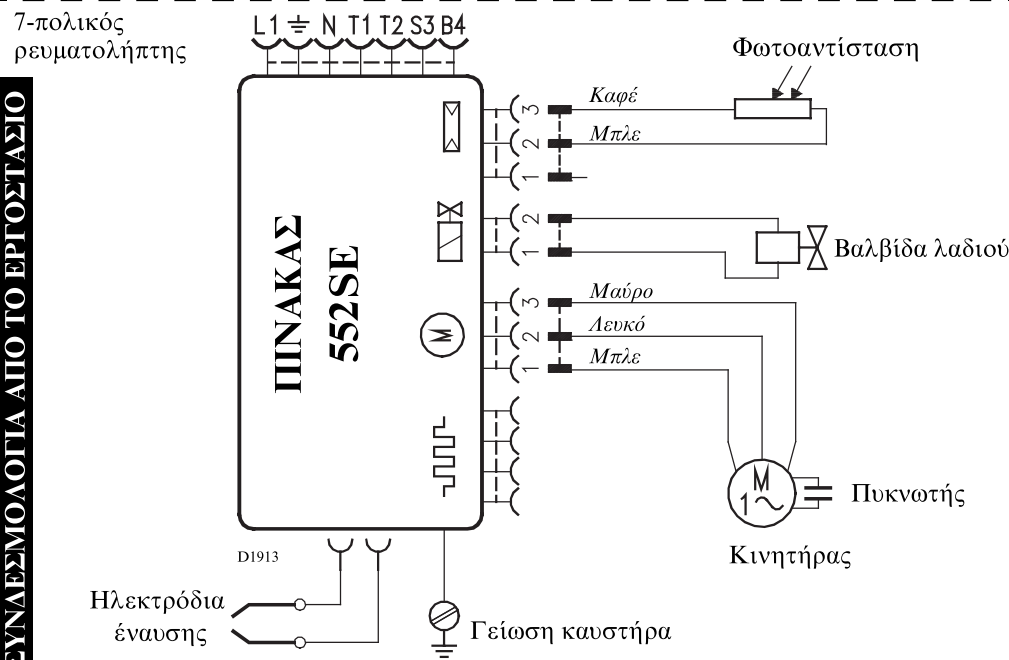 7-πολικός
ρευματολήπτης
L1 N T1 T2 S3 B4
ΣΥΝΔΕΣΜΟΛΟΓΙΑ ΑΠΟ ΤΟ ΕΡΓΟΣΤΑΣΙΟ
ΠΙΝΑΚΑΣ
552SE
Φωτοαντίσταση
3 Καφέ
2 Μπλε
1
2
1
Βαλβίδα λαδιού
3 Μαύρο
2 Λευκό
1 Μπλε
M
M
1
Πυκνωτής
Κινητήρας
D1913
Ηλεκτρόδια
έναυσης
Γείωση καυστήρα